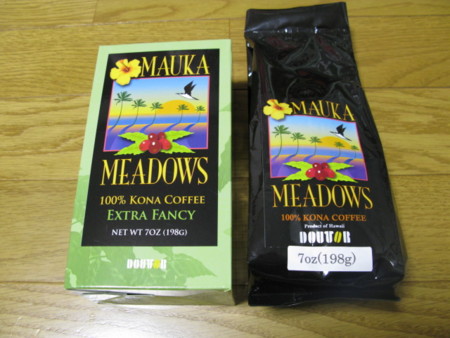 MAUKA
MEADOWS
100% KONA COFFEE
EXTRA FANCY
NET WT 7OZ (198G)
DOUTOR
MAUKA
MEADOWS
100% KONA COFFEE
Product of Hawaii
DOUTOR
7oz(198g)